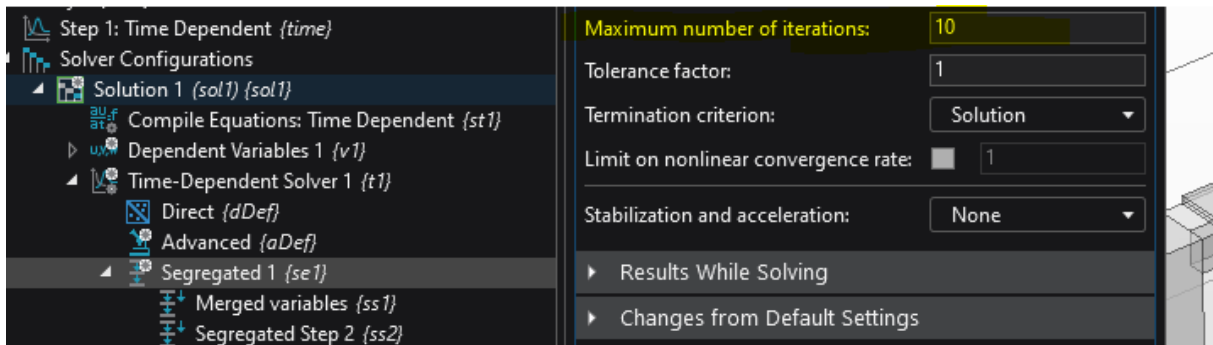 Step 1: Time Dependent {time}
Solver Configurations
Solution 1 (sol1) {sol1}
Compile Equations: Time Dependent {st1}
Dependent Variables 1 {v1}
Time-Dependent Solver 1 {t1}
Direct {dDef}
Advanced {aDef}
Segregated 1 {se1}
Merged variables {ss1}
Segregated Step 2 {ss2}
Maximum number of iterations: 10
Tolerance factor: 1
Termination criterion: Solution
Limit on nonlinear convergence rate: 1
Stabilization and acceleration: None
Results While Solving
Changes from Default Settings